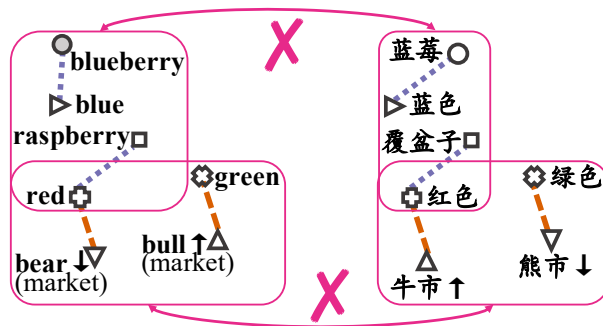 blueberry
blue
raspberry
red
green
bear ↓
(market)
bull ↑
(market)
蓝莓
蓝色
覆盆子
红色
绿色
牛市 ↑
熊市 ↓